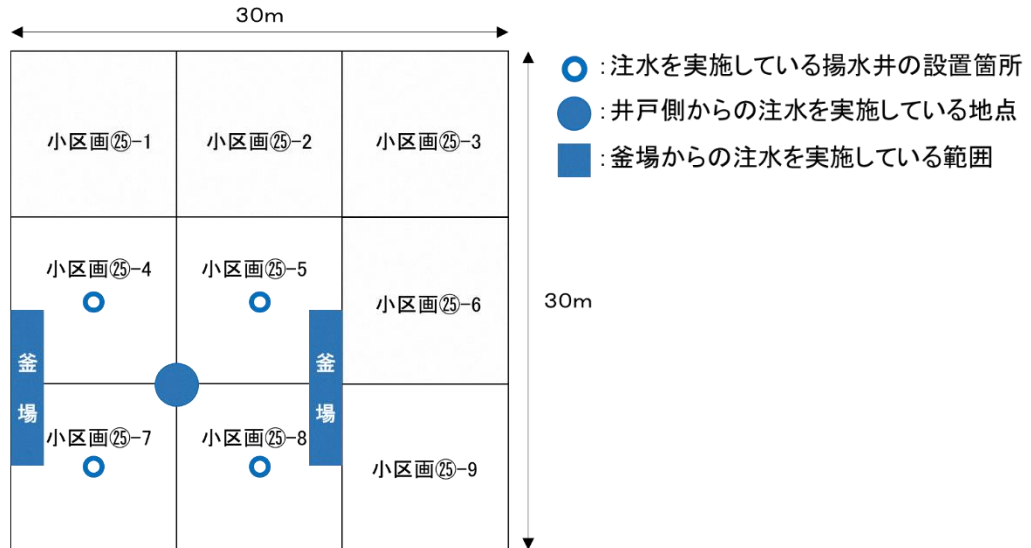 30m
：注水を実施している揚水井の設置箇所
：井戸側からの注水を実施している地点
：釜場からの注水を実施している範囲
小区画㉕-1
小区画㉕-2
小区画㉕-3
小区画㉕-4
小区画㉕-5
小区画㉕-6
30m
釜場
釜場
小区画㉕-7
小区画㉕-8
小区画㉕-9